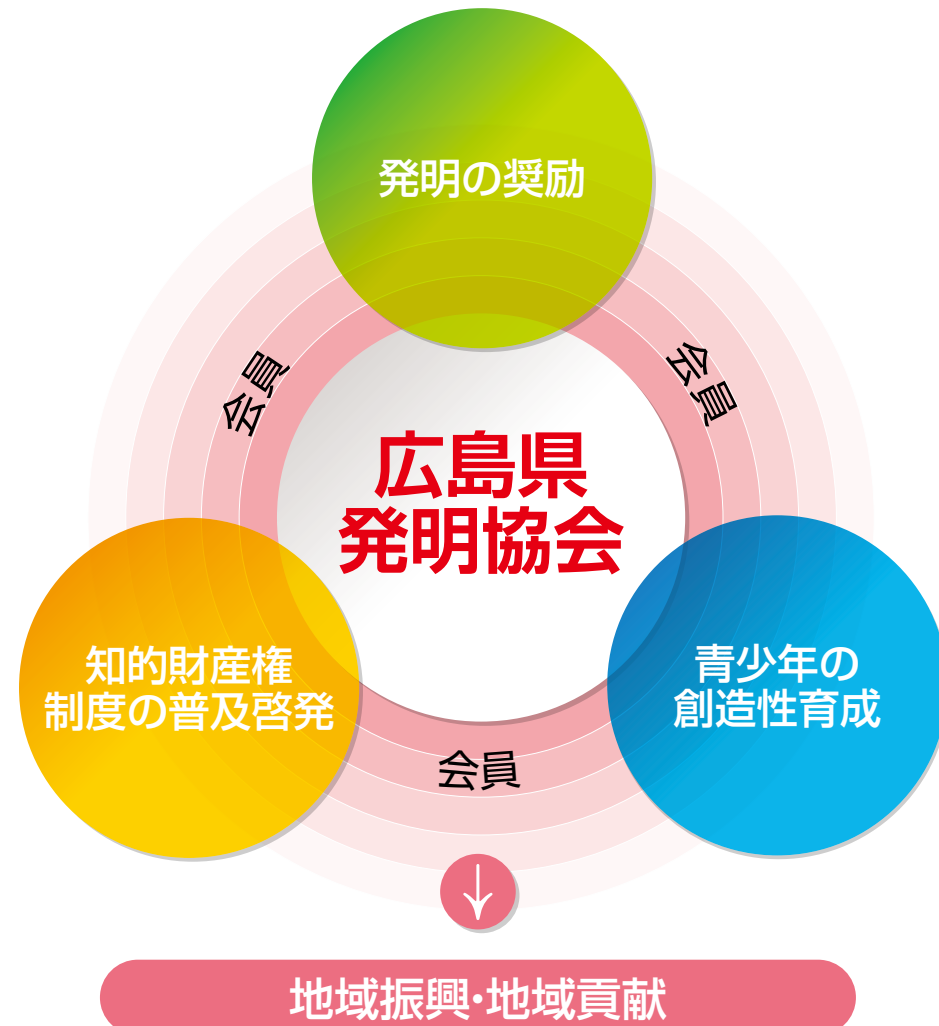 発明の奨励
会員
会員
広島県
発明協会
知的財産権
制度の普及啓発
青少年の
創造性育成
会員
地域振興・地域貢献